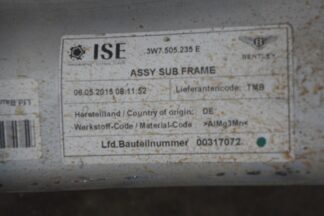 ISE 3W7.505.235 E BENTLEY
ASSY SUB FRAME
06.05.2015 08:11:52 Lieferantencode: TMB
Herstelland / Country of origin: DE
Werkstoff-Code / Material-Code >AlMg3Mn<
Lfd.Bauteilnummer 00317072